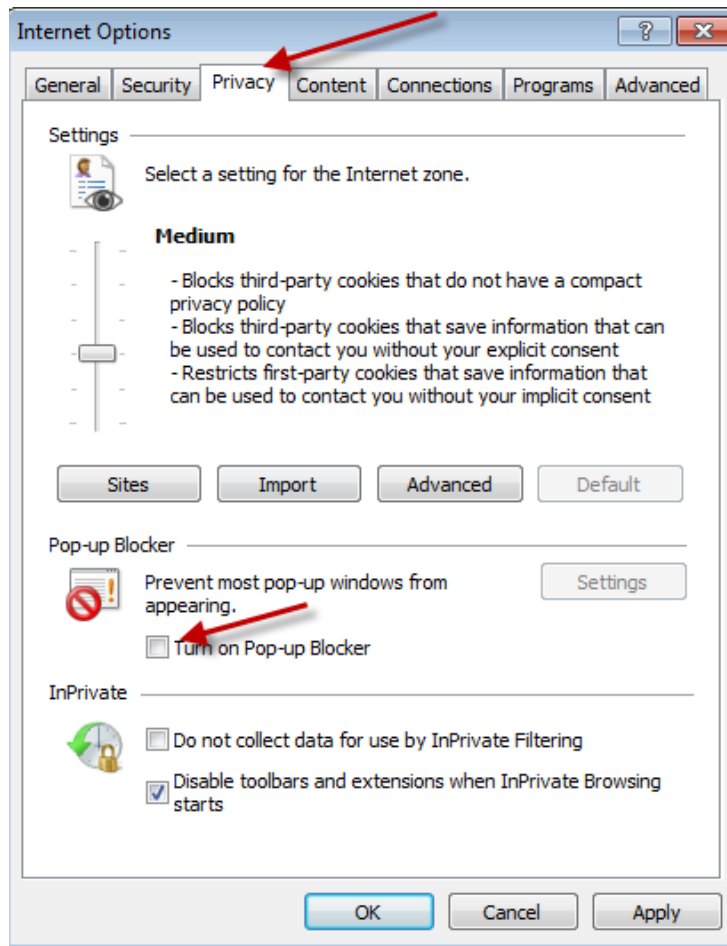 Internet Options
General Security Privacy Content Connections Programs Advanced
Settings
Select a setting for the Internet zone.
Medium
- Blocks third-party cookies that do not have a compact
privacy policy
- Blocks third-party cookies that save information that can
be used to contact you without your explicit consent
- Restricts first-party cookies that save information that
can be used to contact you without your implicit consent
Sites Import Advanced Default
Pop-up Blocker
Prevent most pop-up windows from
appearing.
Settings
Turn on Pop-up Blocker
InPrivate
Do not collect data for use by InPrivate Filtering
Disable toolbars and extensions when InPrivate Browsing
starts
OK Cancel Apply